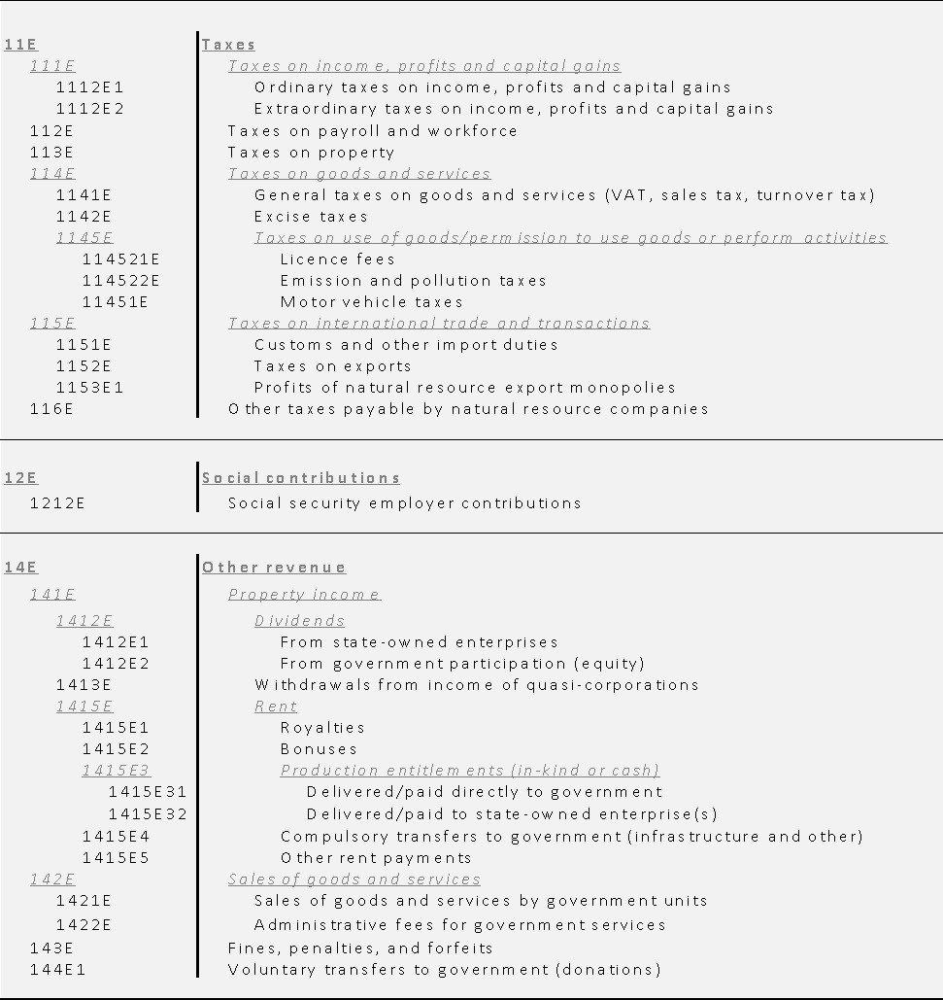 11E Taxes
111E Taxes on income, profits and capital gains
1112E1 Ordinary taxes on income, profits and capital gains
1112E2 Extraordinary taxes on income, profits and capital gains
112E Taxes on payroll and workforce
113E Taxes on property
114E Taxes on goods and services
1141E General taxes on goods and services (VAT, sales tax, turnover tax)
1142E Excise taxes
1145E Taxes on use of goods/permission to use goods or perform activities
114521E Licence fees
114522E Emission and pollution taxes
11451E Motor vehicle taxes
115E Taxes on international trade and transactions
1151E Customs and other import duties
1152E Taxes on exports
1153E1 Profits of natural resource export monopolies
116E Other taxes payable by natural resource companies
12E Social contributions
1212E Social security employer contributions
14E Other revenue
141E Property income
1412E Dividends
1412E1 From state-owned enterprises
1412E2 From government participation (equity)
1413E Withdrawals from income of quasi-corporations
1415E Rent
1415E1 Royalties
1415E2 Bonuses
1415E3 Production entitlements (in-kind or cash)
1415E31 Delivered/paid directly to government
1415E32 Delivered/paid to state-owned enterprise(s)
1415E4 Compulsory transfers to government (infrastructure and other)
1415E5 Other rent payments
142E Sales of goods and services
1421E Sales of goods and services by government units
1422E Administrative fees for government services
143E Fines, penalties, and forfeits
144E1 Voluntary transfers to government (donations)